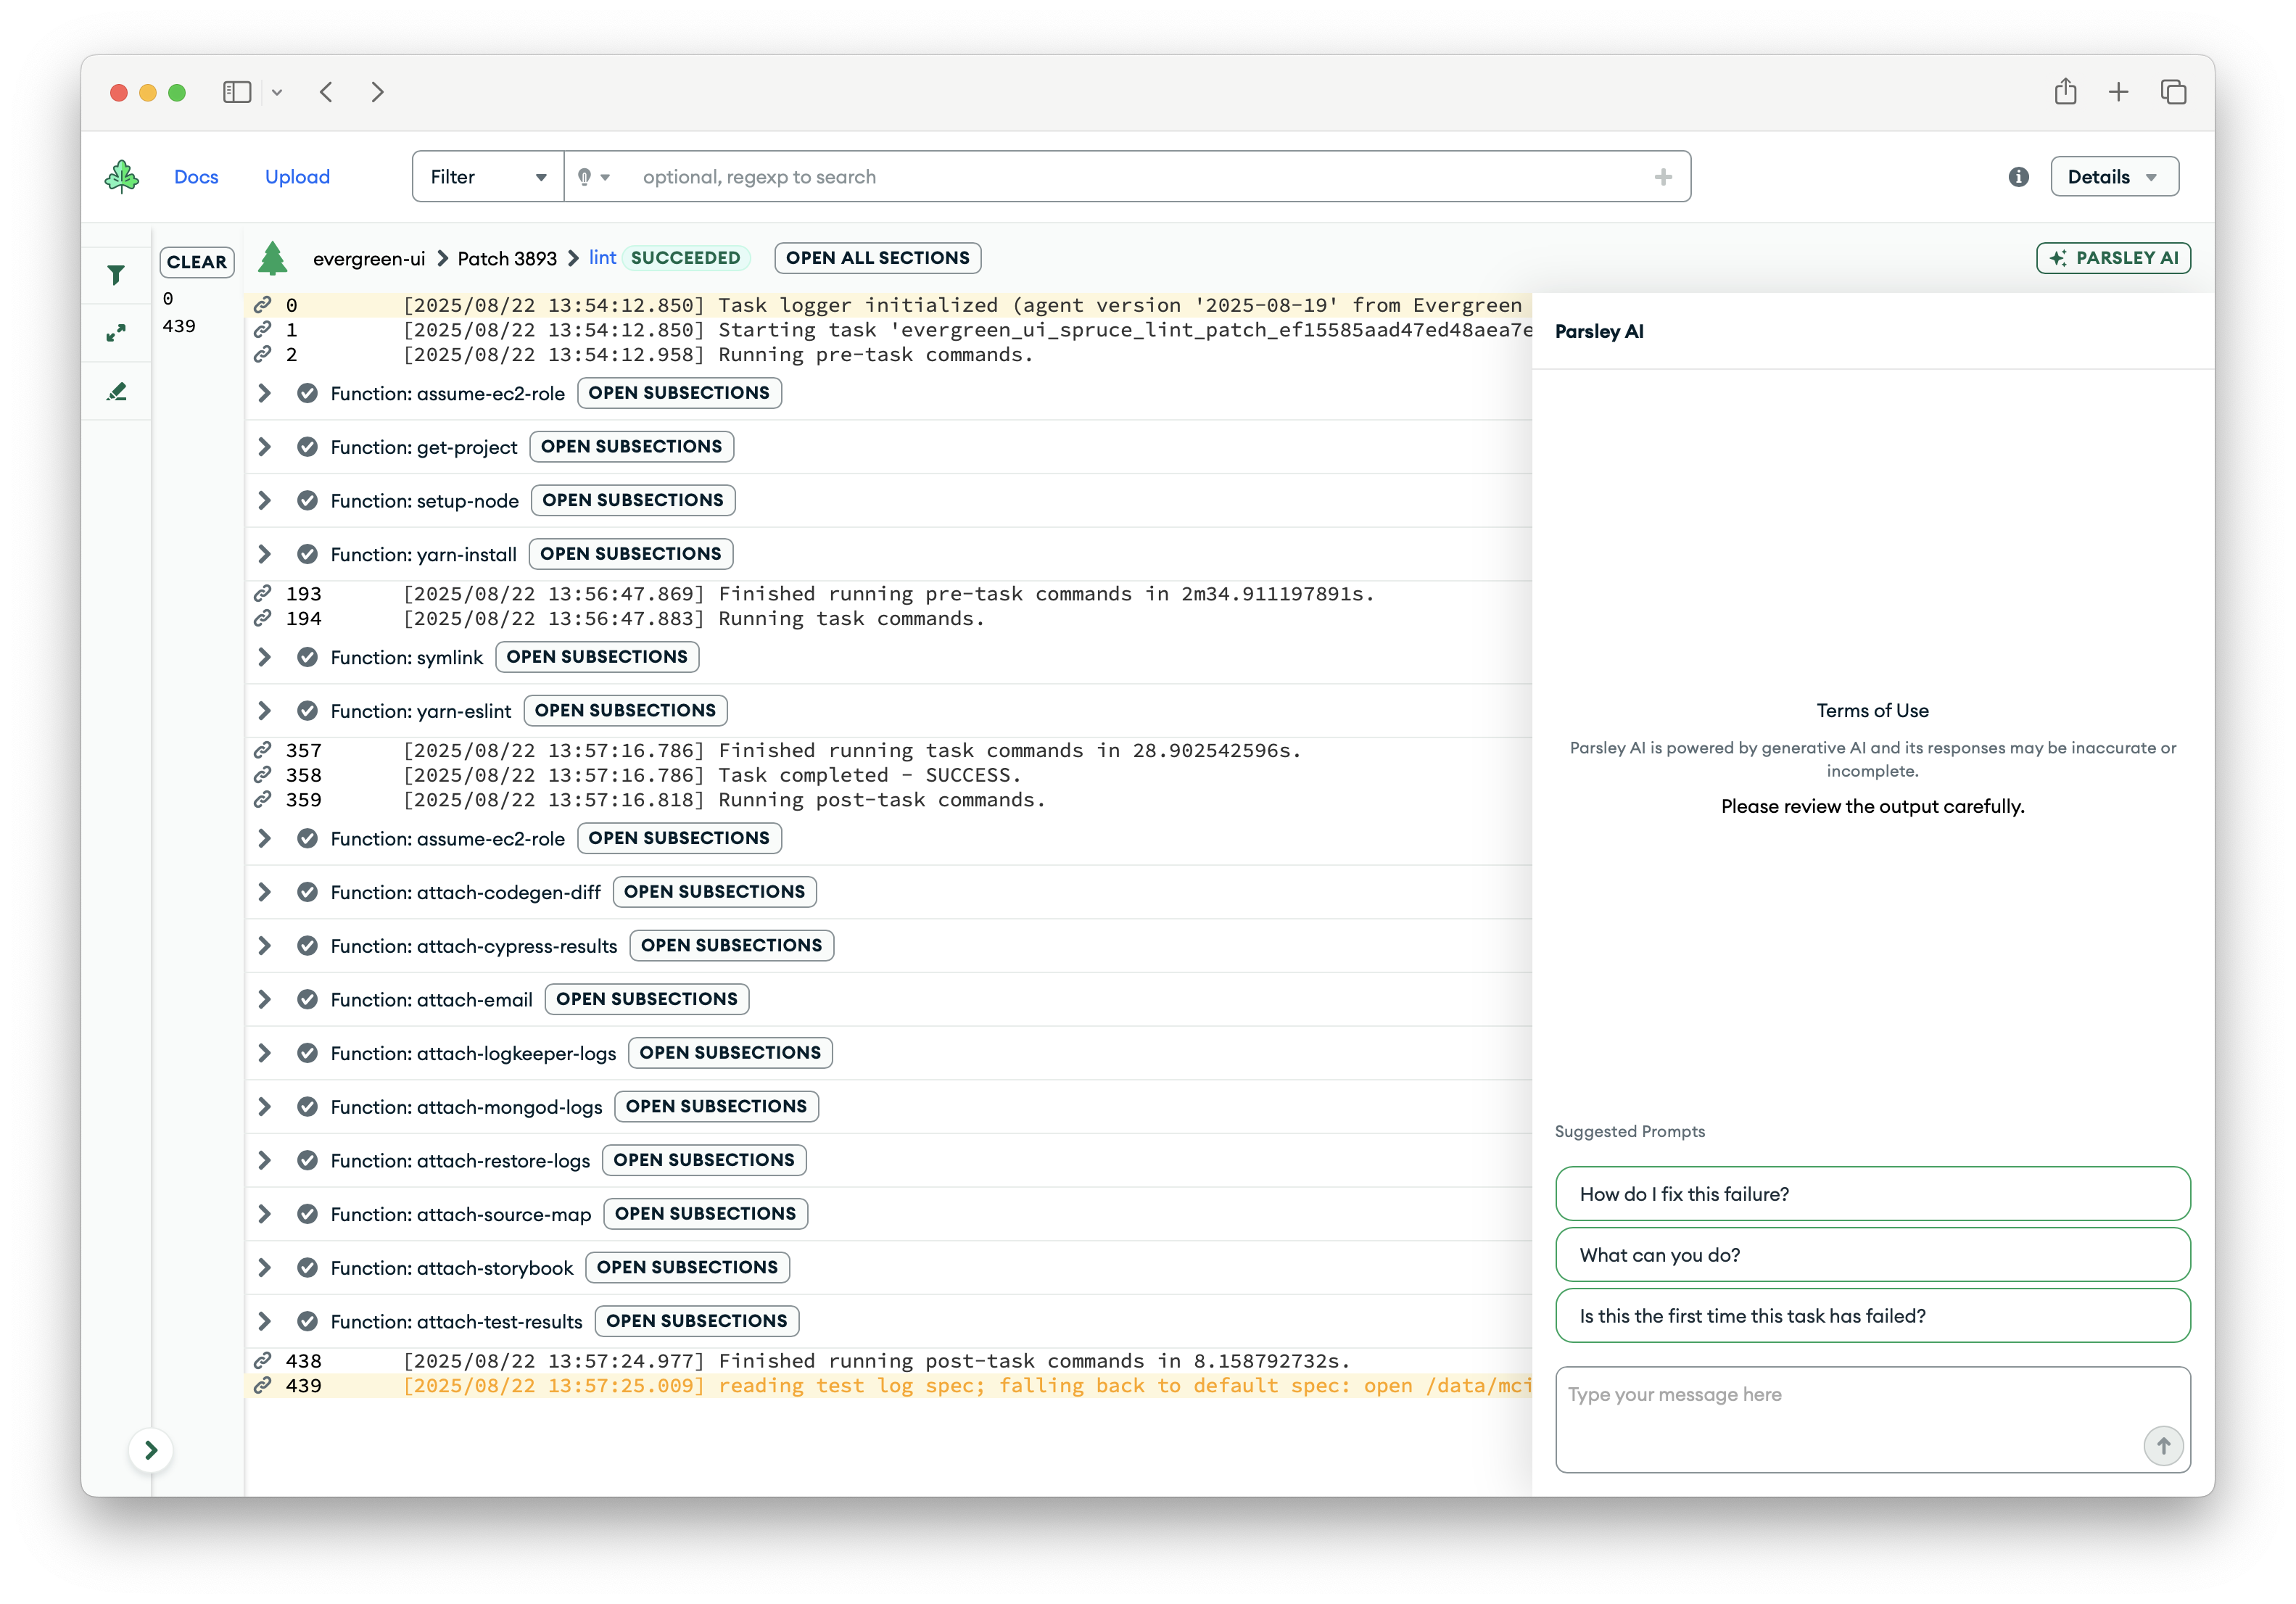 Docs
Upload
Filter
optional, regexp to search
Details
CLEAR
0
439
evergreen-ui
Patch 3893
lint
SUCCEEDED
OPEN ALL SECTIONS
PARSLEY AI
0 [2025/08/22 13:54:12.850] Task logger initialized (agent version '2025-08-19' from Evergreen
1 [2025/08/22 13:54:12.850] Starting task 'evergreen_ui_spruce_lint_patch_ef15585aad47ed48aea7e
2 [2025/08/22 13:54:12.958] Running pre-task commands.
Function: assume-ec2-role OPEN SUBSECTIONS
Function: get-project OPEN SUBSECTIONS
Function: setup-node OPEN SUBSECTIONS
Function: yarn-install OPEN SUBSECTIONS
193 [2025/08/22 13:56:47.869] Finished running pre-task commands in 2m34.911197891s.
194 [2025/08/22 13:56:47.883] Running task commands.
Function: symlink OPEN SUBSECTIONS
Function: yarn-eslint OPEN SUBSECTIONS
357 [2025/08/22 13:57:16.786] Finished running task commands in 28.902542596s.
358 [2025/08/22 13:57:16.786] Task completed - SUCCESS.
359 [2025/08/22 13:57:16.818] Running post-task commands.
Function: assume-ec2-role OPEN SUBSECTIONS
Function: attach-codegen-diff OPEN SUBSECTIONS
Function: attach-cypress-results OPEN SUBSECTIONS
Function: attach-email OPEN SUBSECTIONS
Function: attach-logkeeper-logs OPEN SUBSECTIONS
Function: attach-mongod-logs OPEN SUBSECTIONS
Function: attach-restore-logs OPEN SUBSECTIONS
Function: attach-source-map OPEN SUBSECTIONS
Function: attach-storybook OPEN SUBSECTIONS
Function: attach-test-results OPEN SUBSECTIONS
438 [2025/08/22 13:57:24.977] Finished running post-task commands in 8.158792732s.
439 [2025/08/22 13:57:25.009] reading test log spec; falling back to default spec: open /data/mci
Parsley AI
Terms of Use
Parsley AI is powered by generative AI and its responses may be inaccurate or
incomplete.
Please review the output carefully.
Suggested Prompts
How do I fix this failure?
What can you do?
Is this the first time this task has failed?
Type your message here